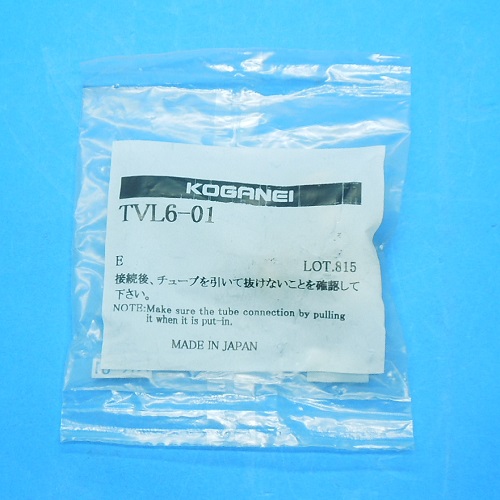 KOGANEI
TVL6-01
E LOT.815
接続後、チューブを引いて抜けないことを確認して
下さい。
NOTE:Make sure the tube connection by pulling
it when it is put-in.
MADE IN JAPAN